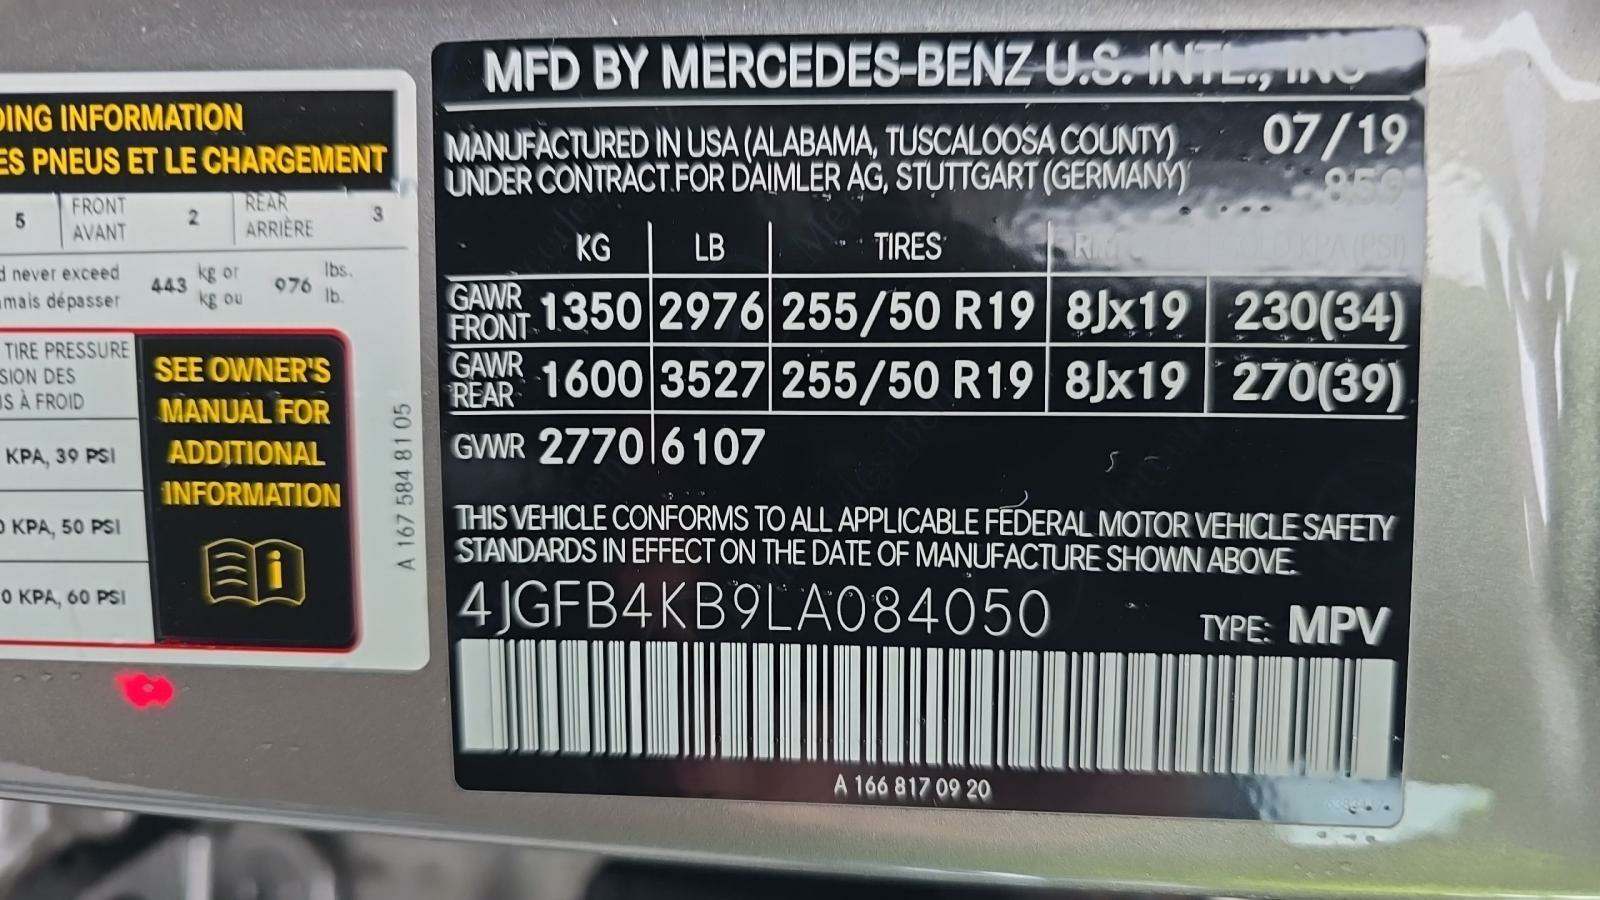 DING INFORMATION
ES PNEUS ET LE CHARGEMENT
5 FRONT AVANT 2 REAR ARRIÈRE 3
never exceed 443 kg or 976 lbs.
mais dépasser kg ou lb.
TIRE PRESSURE
SION DES
S À FROID
KPA, 39 PSI
0 KPA, 50 PSI
0 KPA, 60 PSI
SEE OWNER'S
MANUAL FOR
ADDITIONAL
INFORMATION
A 167 584 81 05
MFD BY MERCEDES-BENZ U.S. INTL., INC
MANUFACTURED IN USA (ALABAMA, TUSCALOOSA COUNTY) 07/19
UNDER CONTRACT FOR DAIMLER AG, STUTTGART (GERMANY) 859
KG LB TIRES
GAWR FRONT 1350 2976 255/50 R19 8Jx19 230(34)
GAWR REAR 1600 3527 255/50 R19 8Jx19 270(39)
GVWR 2770 6107
THIS VEHICLE CONFORMS TO ALL APPLICABLE FEDERAL MOTOR VEHICLE SAFETY
STANDARDS IN EFFECT ON THE DATE OF MANUFACTURE SHOWN ABOVE.
4JGFB4KB9LA084050 TYPE: MPV
A 166 817 09 20